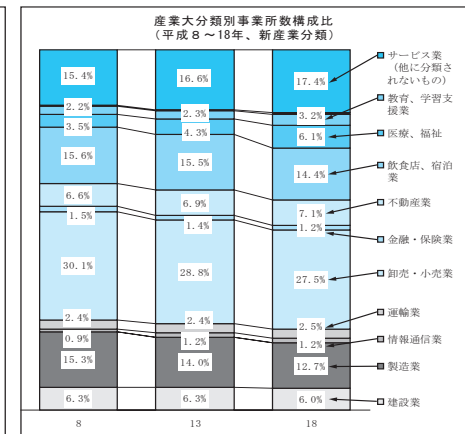 産業大分類別事業所数構成比
(平成８～18年、新産業分類)
15.4%
16.6%
17.4%
サービス業
(他に分類さ
れないもの)
2.2%
2.3%
3.2%
教育、学習支
援業
3.5%
4.3%
6.1%
医療、福祉
15.6%
15.5%
14.4%
飲食店、宿泊
業
6.6%
6.9%
7.1%
不動産業
1.5%
1.4%
1.2%
金融・保険業
30.1%
28.8%
27.5%
卸売・小売業
2.4%
2.4%
2.5%
運輸業
0.9%
1.2%
1.2%
情報通信業
15.3%
14.0%
12.7%
製造業
6.3%
6.3%
6.0%
建設業
8
13
18